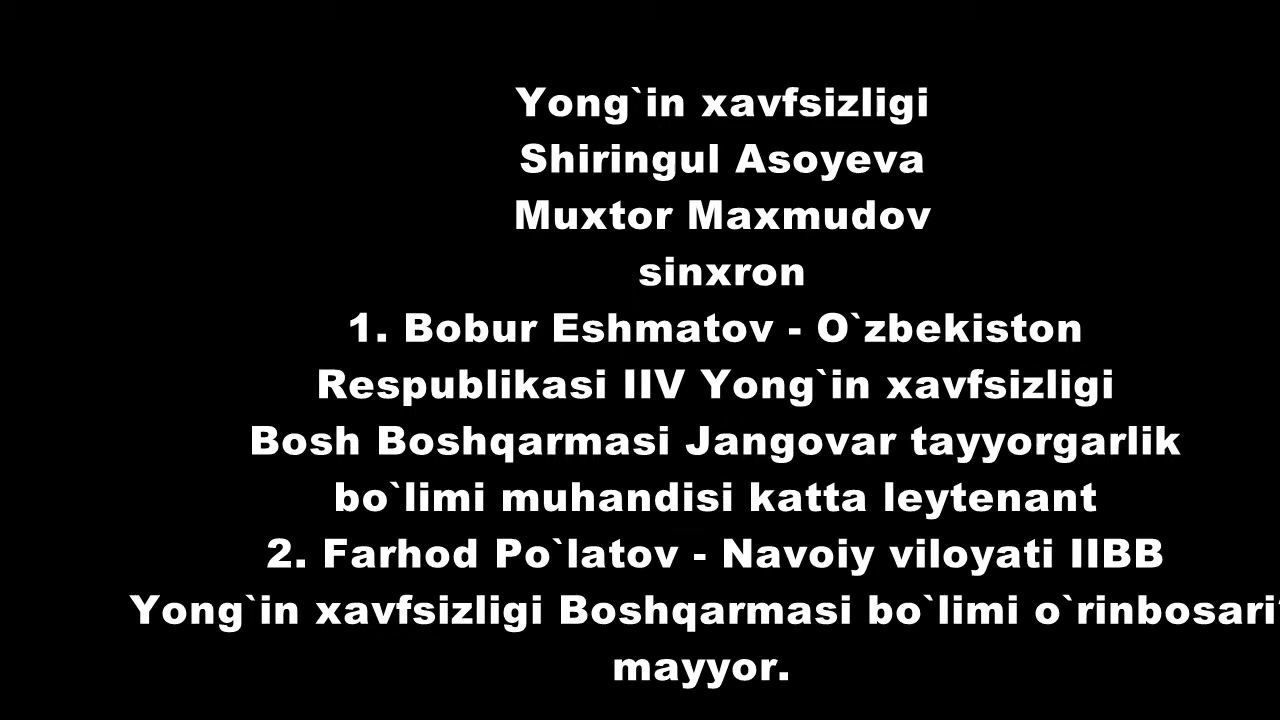 Yong`in xavfsizligi
Shiringul Asoyeva
Muxtor Maxmudov
sinxron
1. Bobur Eshmatov - O`zbekiston
Respublikasi IIV Yong`in xavfsizligi
Bosh Boshqarmasi Jangovar tayyorgarlik
bo`limi muhandisi katta leytenant
2. Farhod Po`latov - Navoiy viloyati IIBB
Yong`in xavfsizligi Boshqarmasi bo`limi
mayyor.